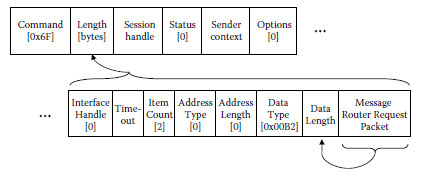 Command
[0x6F]
Length
[bytes]
Session
handle
Status
[0]
Sender
context
Options
[0]
...
...
Interface
Handle
[0]
Time-
out
Item
Count
[2]
Address
Type
[0]
Address
Length
[0]
Data
Type
[0x00B2]
Data
Length
Message
Router Request
Packet